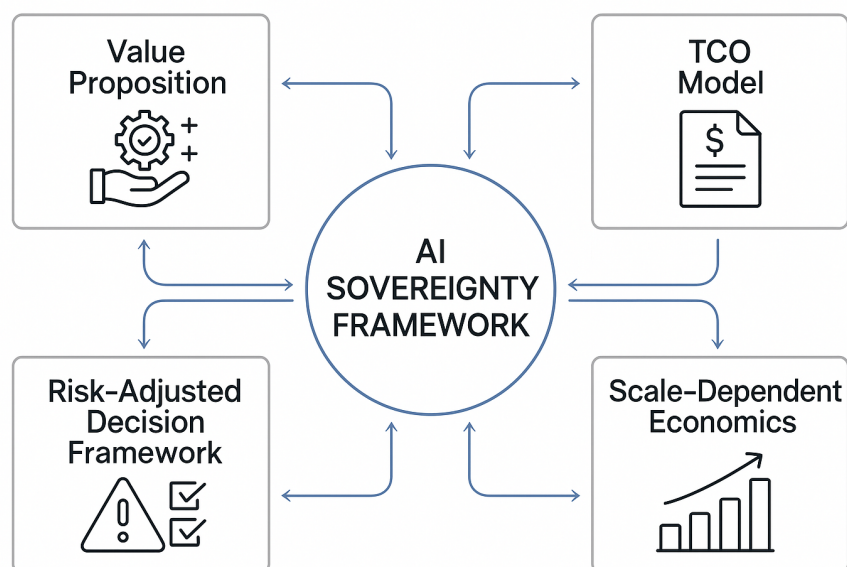 Value
Proposition
TCO
Model
$
AI
SOVEREIGNTY
FRAMEWORK
Risk-Adjusted
Decision
Framework
Scale-Dependent
Economics